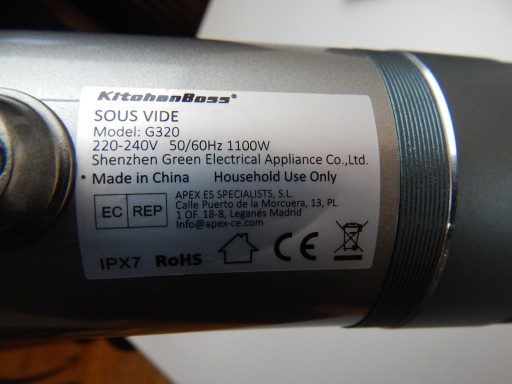 KitchenBoss®
SOUS VIDE
Model: G320
220-240V 50/60Hz 1100W
Shenzhen Green Electrical Appliance Co.,Ltd.
Made in China Household Use Only
EC REP
APEX ES SPECIALISTS, S.L.
Calle Puerto de la Morcuera, 13, PL.
1 OF. 18-8, Leganés Madrid
Info@apex-ce.com
IPX7 RoHS CE